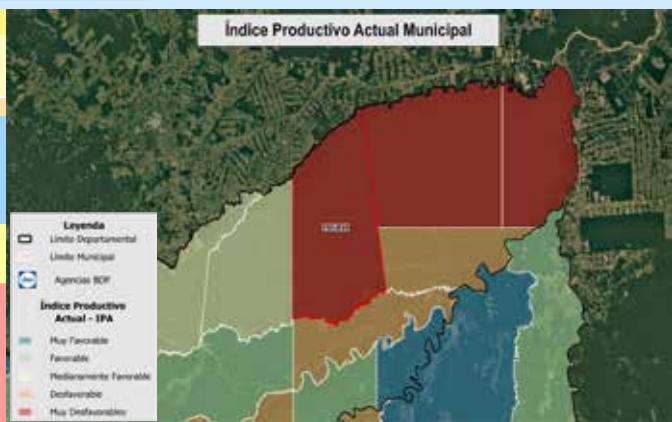 Índice Productivo Actual Municipal
Leyenda
Límite Departamental
Límite Municipal
Agencias BDP
Índice Productivo
Actual - IPA
Muy Favorable
Favorable
Medianamente Favorable
Desfavorable
Muy Desfavorables